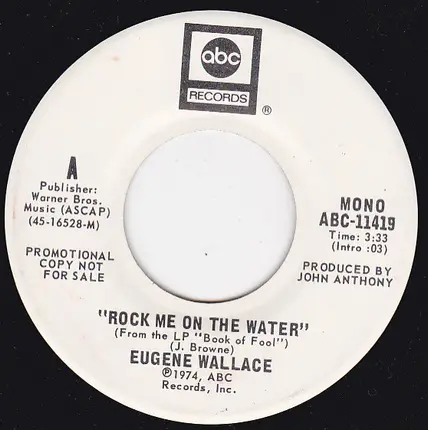 abc
RECORDS
®
A
Publisher:
Warner Bros.
Music (ASCAP)
(45-16528-M)
PROMOTIONAL
COPY NOT
FOR SALE
MONO
ABC-11419
Time: 3:33
(Intro :03)
PRODUCED BY
JOHN ANTHONY
"ROCK ME ON THE WATER"
(From the LP "Book of Fool")
(J. Browne)
EUGENE WALLACE
℗1974, ABC
Records, Inc.